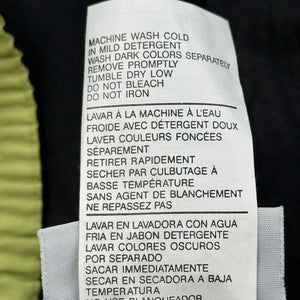 MACHINE WASH COLD
IN MILD DETERGENT
WASH DARK COLORS SEPARATELY
REMOVE PROMPTLY
TUMBLE DRY LOW
DO NOT BLEACH
DO NOT IRON
LAVAR À LA MACHINE À L'EAU
FROIDE AVEC DÉTERGENT DOUX
LAVER COULEURS FONCÉES
SÉPAREMENT
RETIRER RAPIDEMENT
SECHER PAR CULBUTAGE À
BASSE TEMPÉRATURE
SANS AGENT DE BLANCHEMENT
NE REPASSEZ PAS
LAVAR EN LAVADORA CON AGUA
FRIA EN JABON DETERGENTE
LAVAR COLORES OSCUROS
POR SEPARADO
SACAR IMMEDIATAMENTE
SECAR EN SECADORA A BAJA
TEMPERATURA